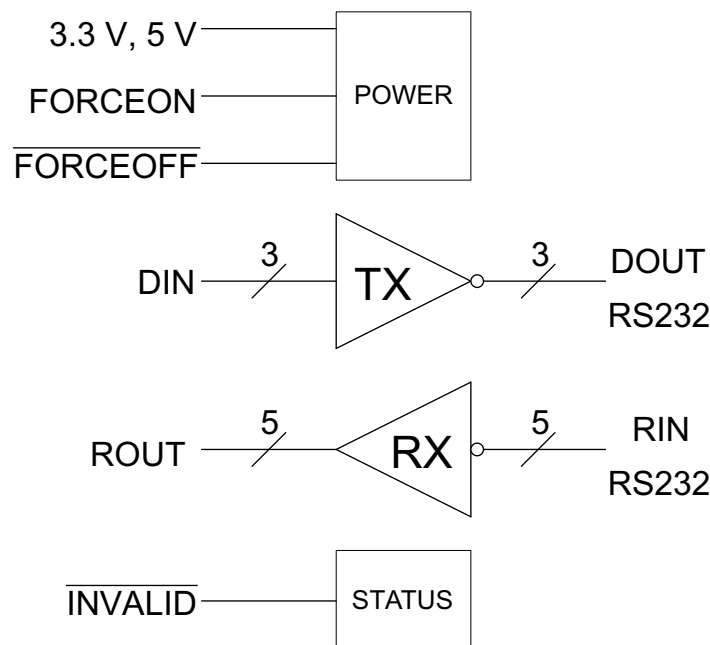 3.3 V, 5 V
FORCEON
POWER
FORCEOFF
DIN
3
TX
3
DOUT
RS232
ROUT
5
RX
5
RIN
RS232
INVALID
STATUS